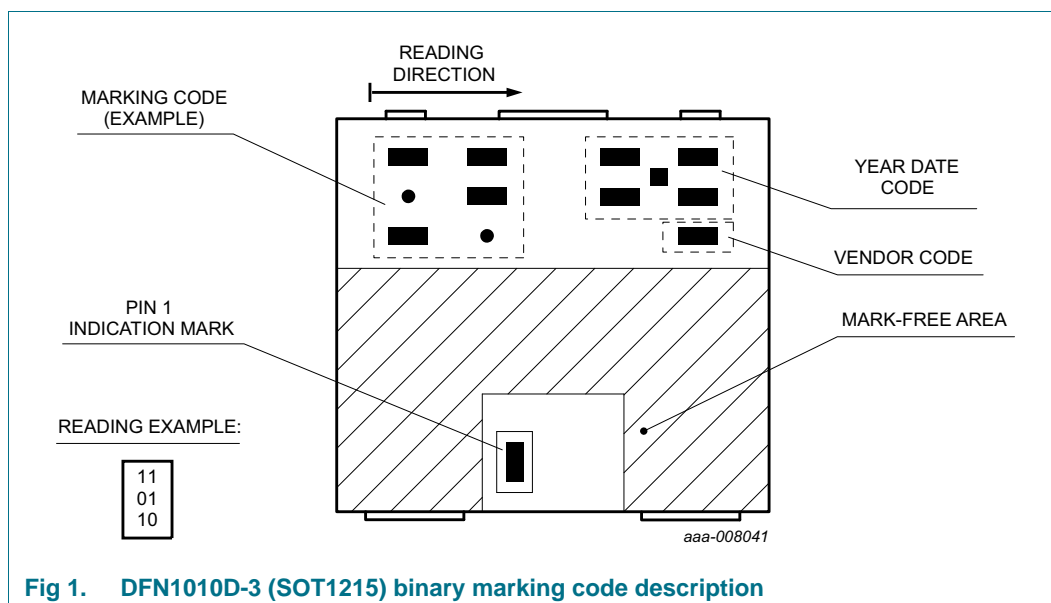 READING
DIRECTION
MARKING CODE
(EXAMPLE)
YEAR DATE
CODE
VENDOR CODE
PIN 1
INDICATION MARK
MARK-FREE AREA
READING EXAMPLE:
11
01
10
aaa-008041
Fig 1. DFN1010D-3 (SOT1215) binary marking code description